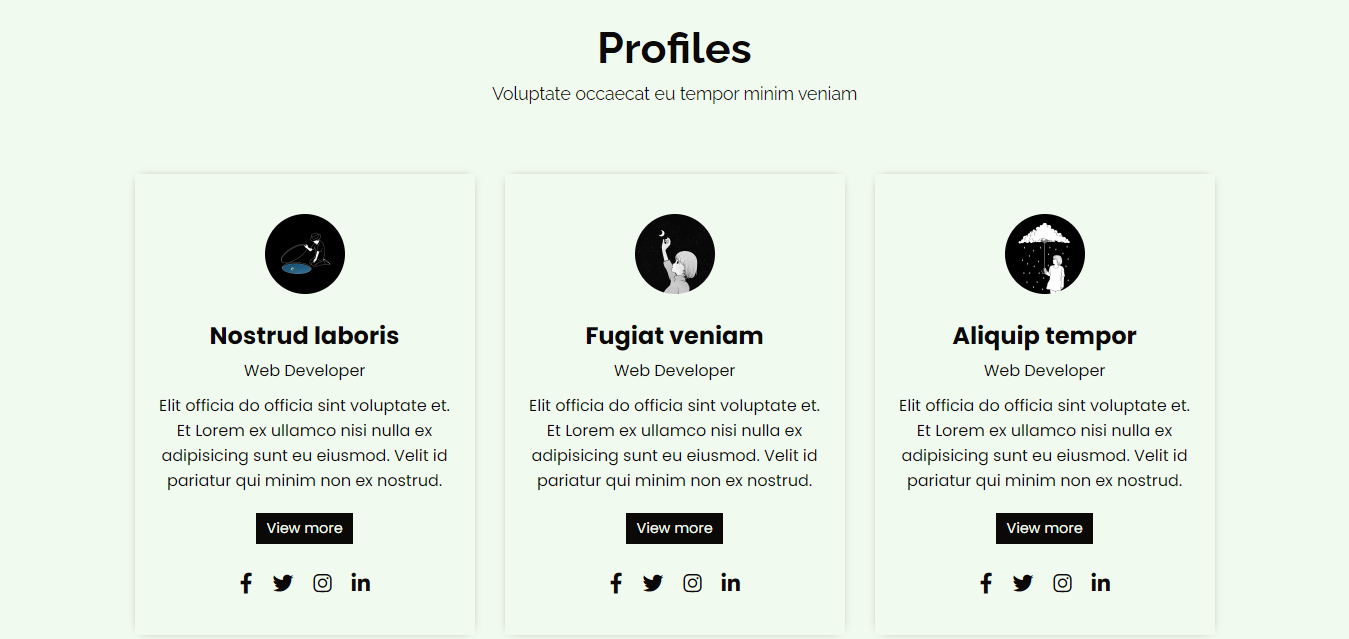 Profiles
Voluptate occaecat eu tempor minim veniam
Nostrud laboris
Web Developer
Elit officia do officia sint voluptate et.
Et Lorem ex ullamco nisi nulla ex
adipisicing sunt eu eiusmod. Velit id
pariatur qui minim non ex nostrud.
View more
Fugiat veniam
Web Developer
Elit officia do officia sint voluptate et.
Et Lorem ex ullamco nisi nulla ex
adipisicing sunt eu eiusmod. Velit id
pariatur qui minim non ex nostrud.
View more
Aliquip tempor
Web Developer
Elit officia do officia sint voluptate et.
Et Lorem ex ullamco nisi nulla ex
adipisicing sunt eu eiusmod. Velit id
pariatur qui minim non ex nostrud.
View more